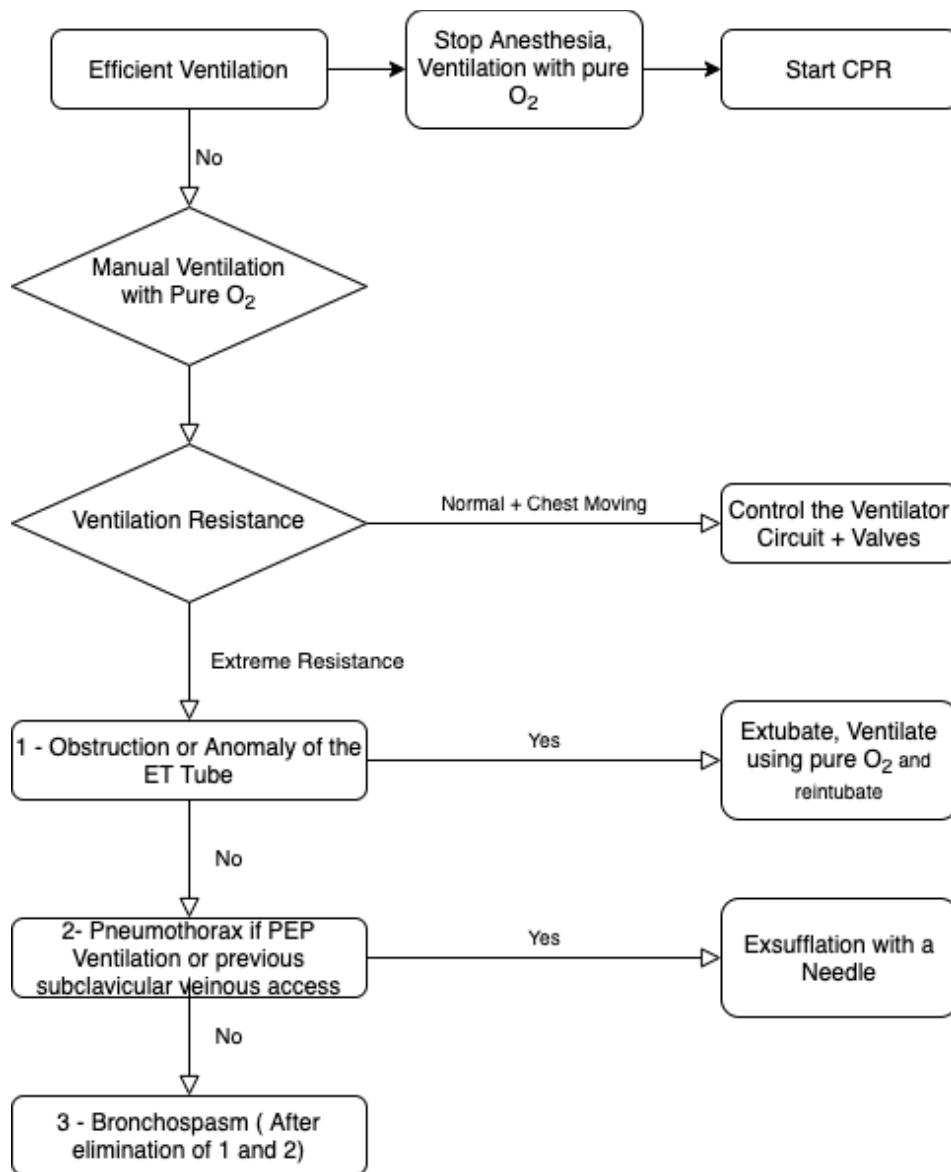 Efficient Ventilation
Stop Anesthesia,
Ventilation with pure
O2
Start CPR
No
Manual Ventilation
with Pure O2
Ventilation Resistance
Normal + Chest Moving
Control the Ventilator
Circuit + Valves
Extreme Resistance
1 - Obstruction or Anomaly of the
ET Tube
Yes
Extubate, Ventilate
using pure O2 and
reintubate
No
2- Pneumothorax if PEP
Ventilation or previous
subclavicular veinous access
Yes
Exsufflation with a
Needle
No
3 - Bronchospasm ( After
elimination of 1 and 2)